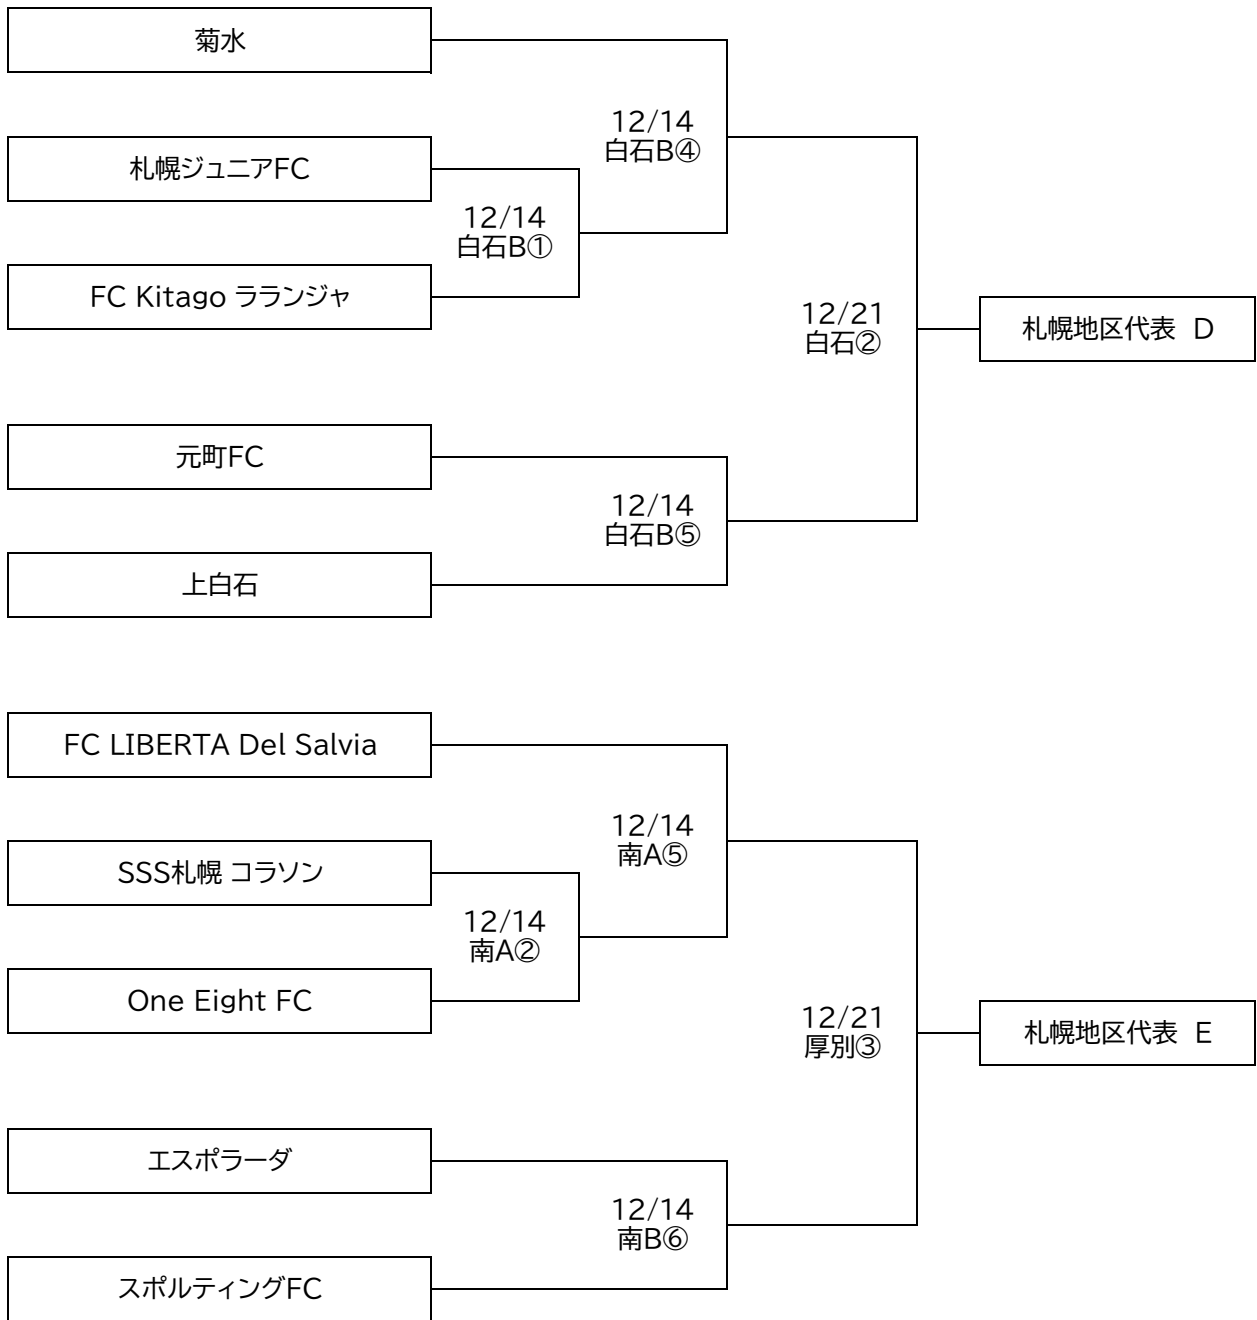 菊水
12/14
白石B④
札幌ジュニアFC
12/14
白石B①
FC Kitago ラランジャ
12/21
白石②
札幌地区代表 D
元町FC
12/14
白石B⑤
上白石
FC LIBERTA Del Salvia
12/14
南A⑤
SSS札幌 コラソン
12/14
南A②
One Eight FC
12/21
厚別③
札幌地区代表 E
エスポラーダ
12/14
南B⑥
スポルティングFC